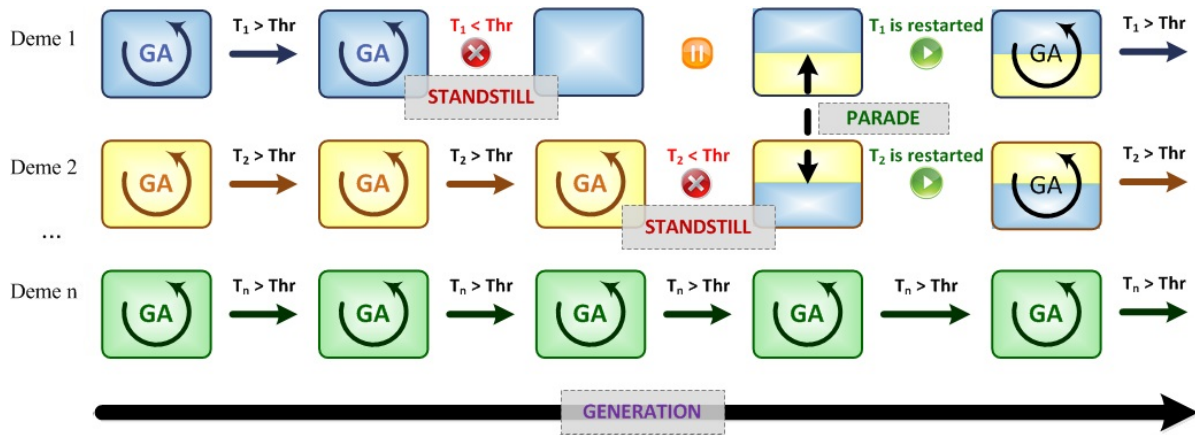 Deme 1
GA
T1 > Thr
GA
T1 < Thr
STANDSTILL
T1 is restarted
GA
T1 > Thr
PARADE
Deme 2
GA
T2 > Thr
GA
T2 > Thr
GA
T2 < Thr
STANDSTILL
T2 is restarted
GA
T2 > Thr
...
Deme n
GA
Tn > Thr
GA
Tn > Thr
GA
Tn > Thr
GA
Tn > Thr
GA
Tn > Thr
GENERATION